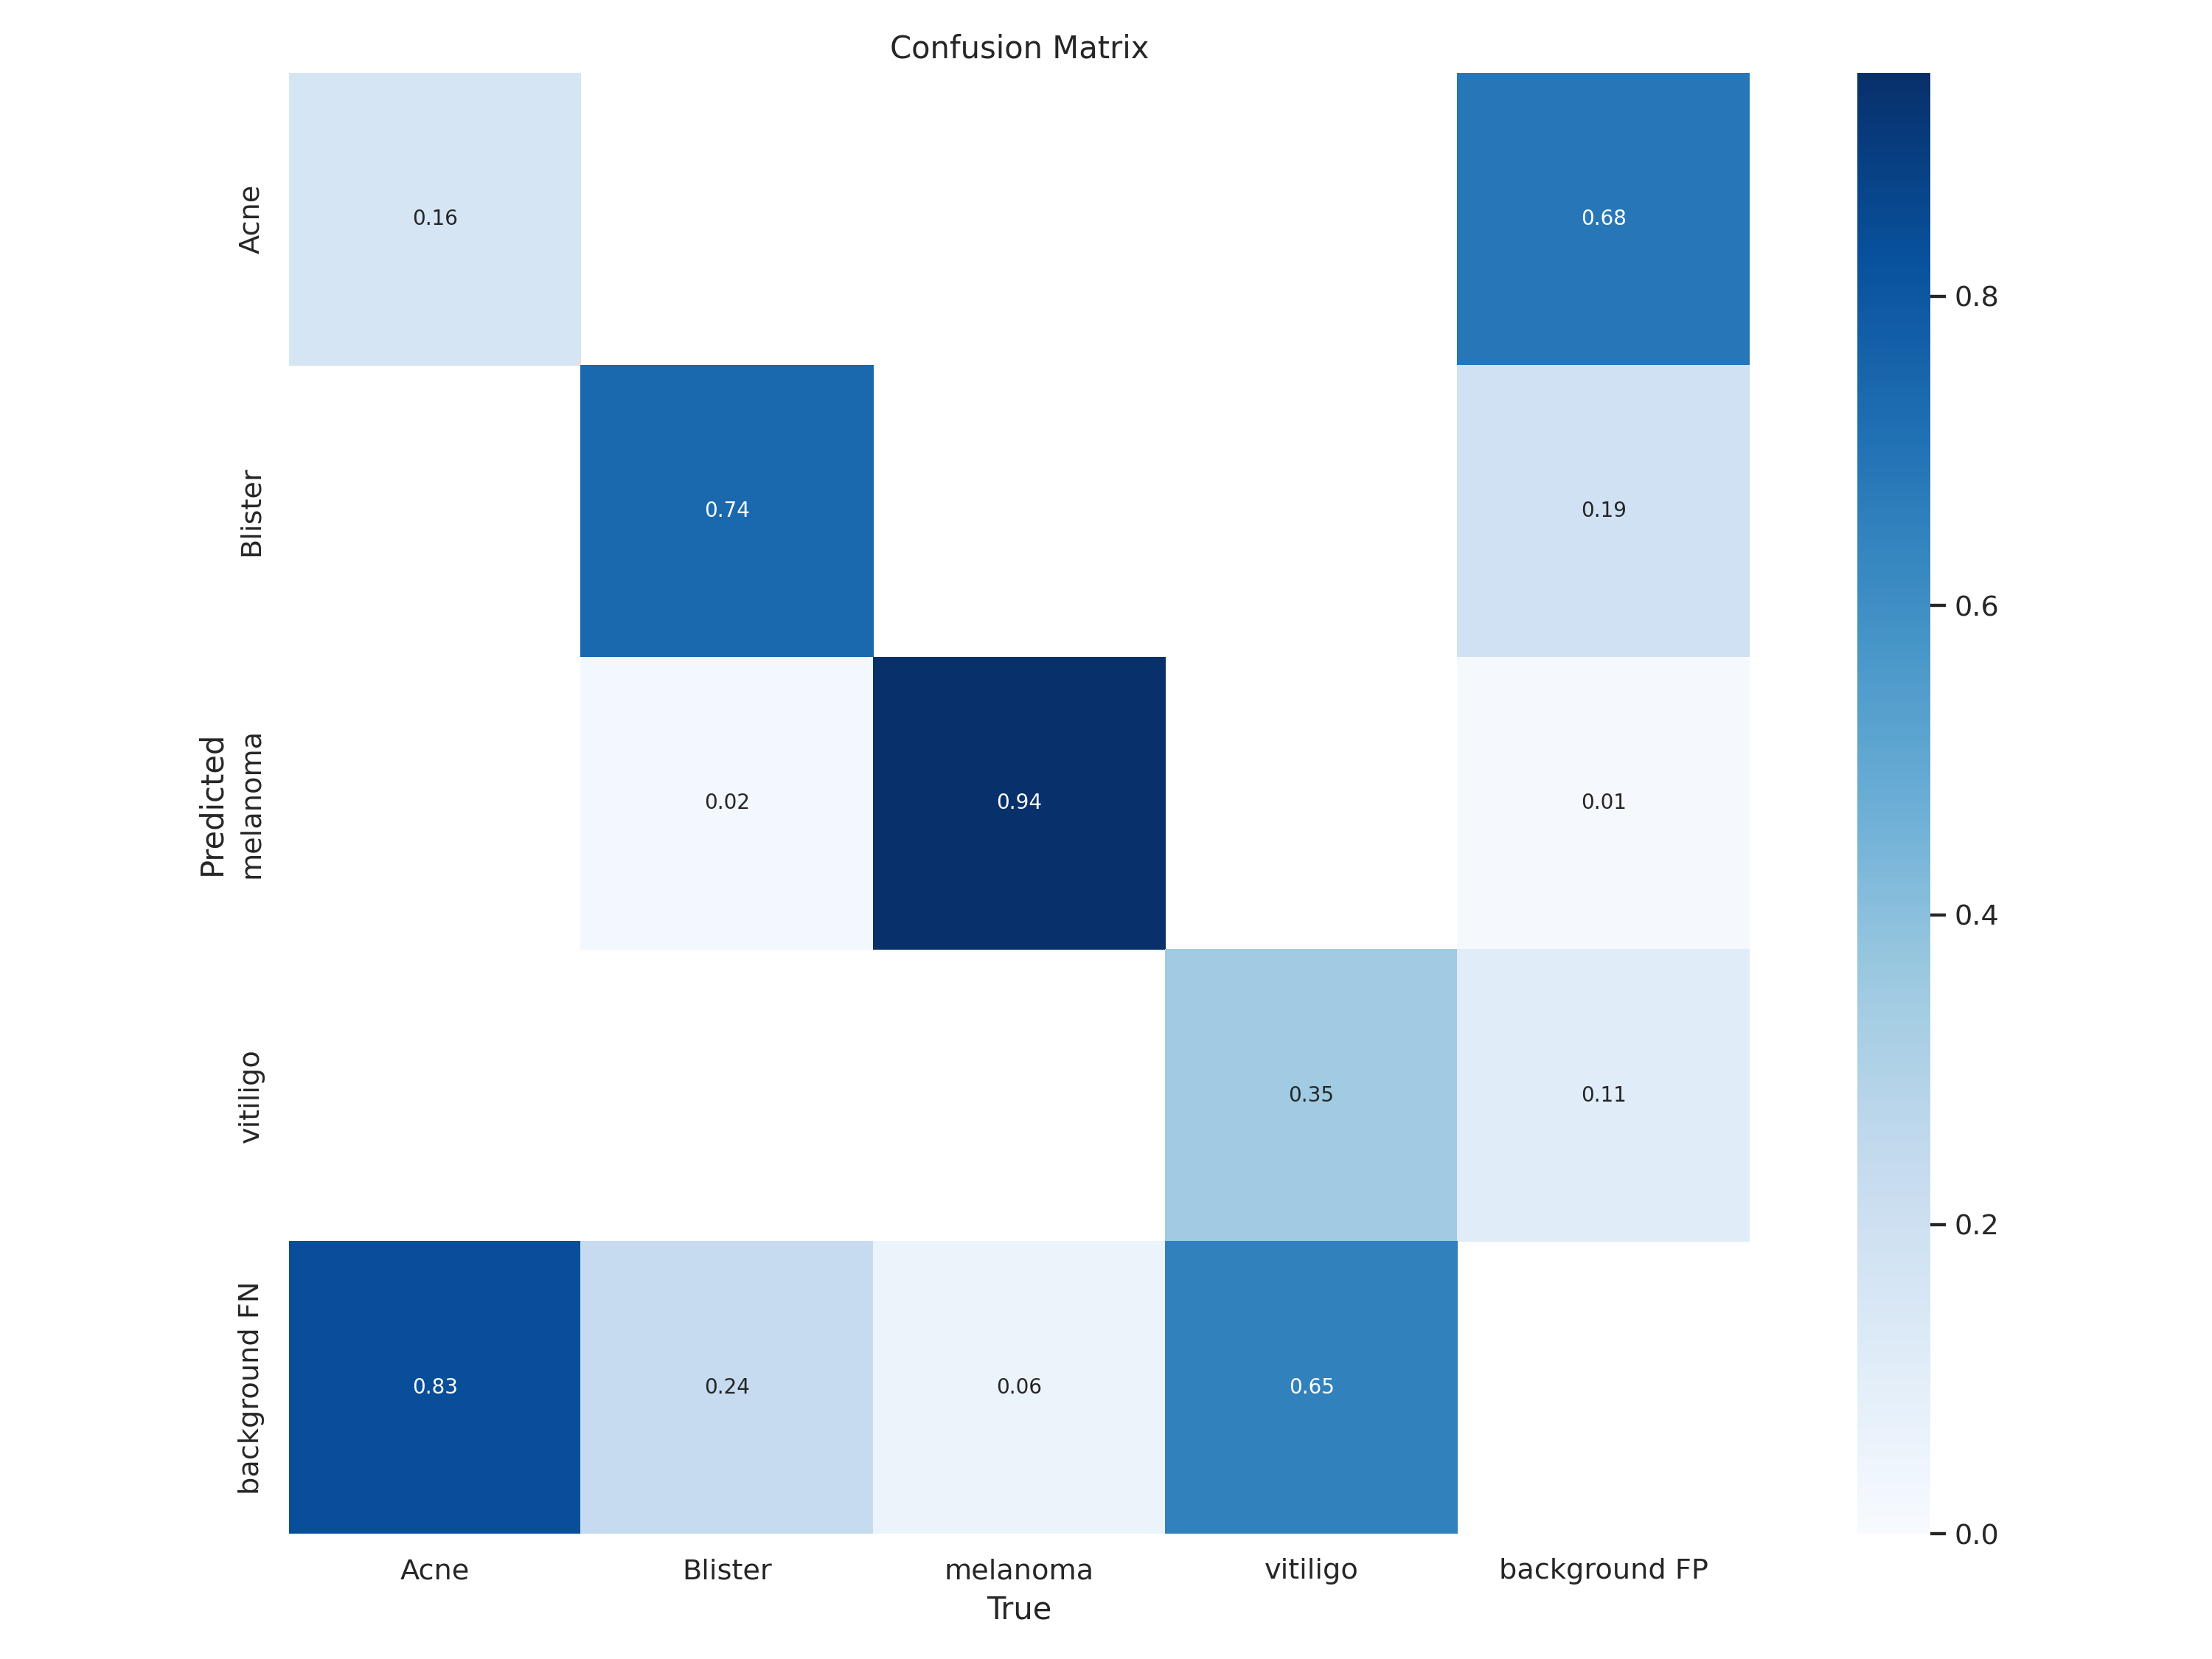 Confusion Matrix
Predicted
Acne
0.16
0.68
Blister
0.74
0.19
melanoma
0.02
0.94
0.01
vitiligo
0.35
0.11
background FN
0.83
0.24
0.06
0.65
Acne
Blister
melanoma
vitiligo
background FP
True
0.8
0.6
0.4
0.2
0.0